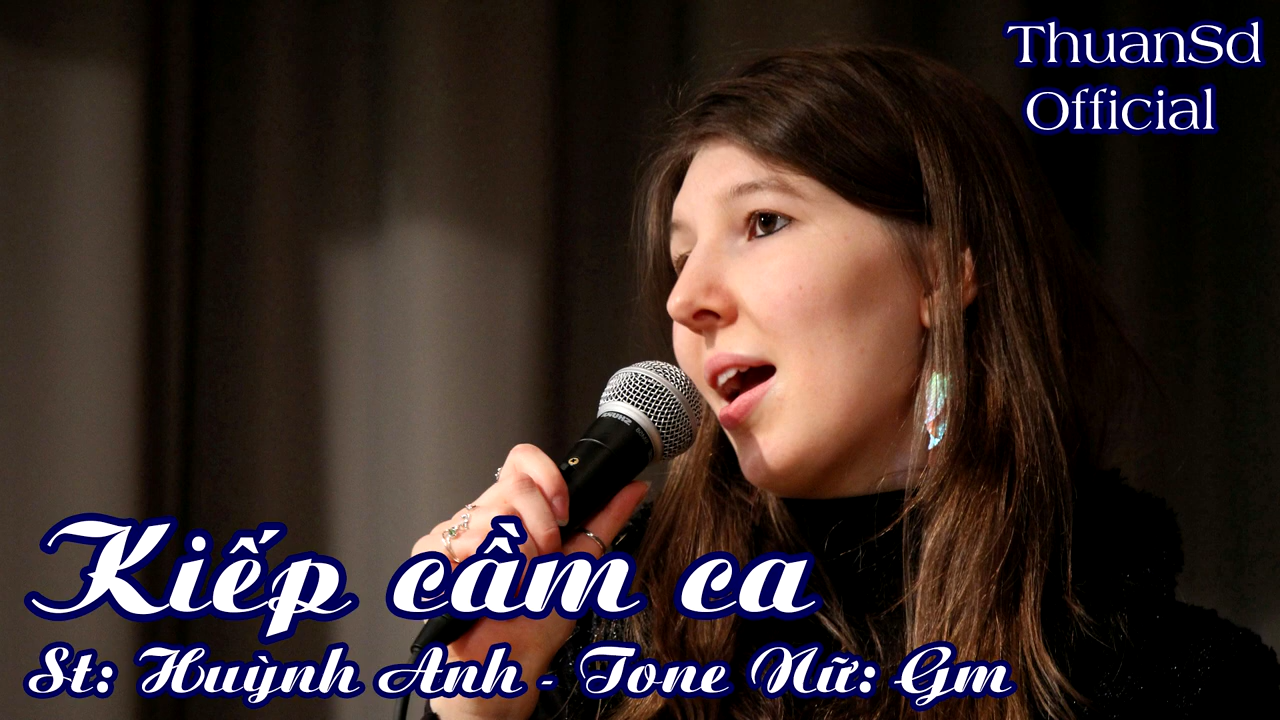 ThuanSd
Official
Kiếp cầm ca
St: Huỳnh Anh - Tone Nữ: Gm